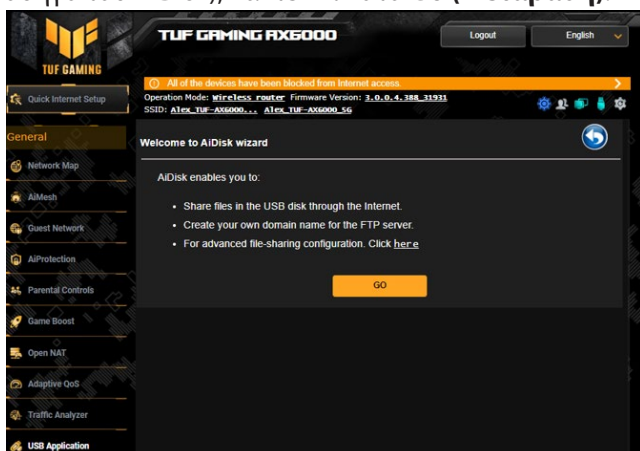 TUF GAMING AX6000
Logout
English
TUF GAMING
All of the devices have been blocked from Internet access.
Quick Internet Setup
Operation Mode: Wireless router Firmware Version: 3.0.0.4.388_31931
SSID: Alex_TUF-AX6000... Alex_TUF-AX6000_5G
General
Welcome to AiDisk wizard
Network Map
AiDisk enables you to:
AiMesh
• Share files in the USB disk through the Internet.
• Create your own domain name for the FTP server.
Guest Network
• For advanced file-sharing configuration. Click here
AiProtection
GO
Parental Controls
Game Boost
Open NAT
Adaptive QoS
Traffic Analyzer
USB Application